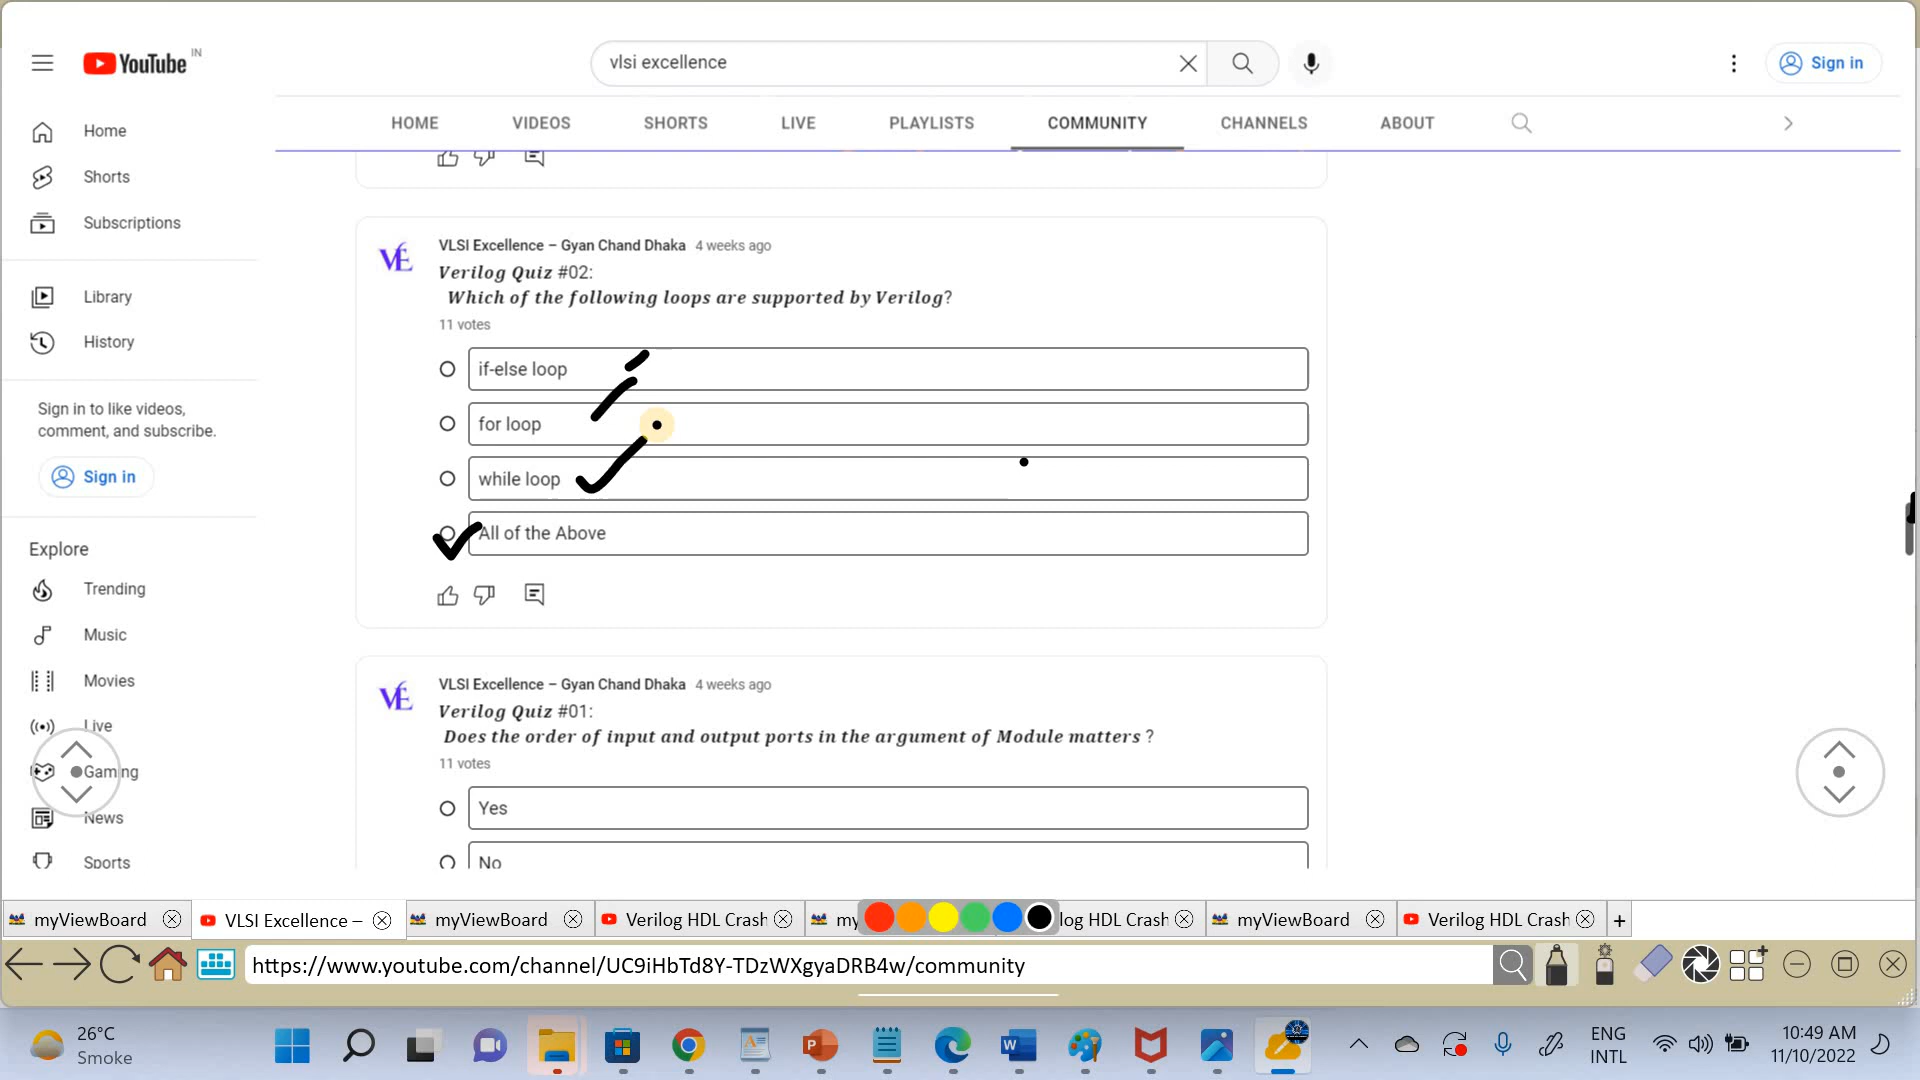 YouTube IN
vlsi excellence
Sign in
HOME VIDEOS SHORTS LIVE PLAYLISTS COMMUNITY CHANNELS ABOUT
Home
Shorts
Subscriptions
Library
History
Sign in to like videos,
comment, and subscribe.
Sign in
Explore
Trending
Music
Movies
Live
Gaming
News
Sports
VLSI Excellence – Gyan Chand Dhaka 4 weeks ago
Verilog Quiz #02:
Which of the following loops are supported by Verilog?
11 votes
if-else loop
for loop
while loop
All of the Above
VLSI Excellence – Gyan Chand Dhaka 4 weeks ago
Verilog Quiz #01:
Does the order of input and output ports in the argument of Module matters ?
11 votes
Yes
No
myViewBoard VLSI Excellence – myViewBoard Verilog HDL Crash my log HDL Crash myViewBoard Verilog HDL Crash
https://www.youtube.com/channel/UC9iHbTd8Y-TDzWXgyaDRB4w/community
26°C
Smoke
ENG
INTL
10:49 AM
11/10/2022